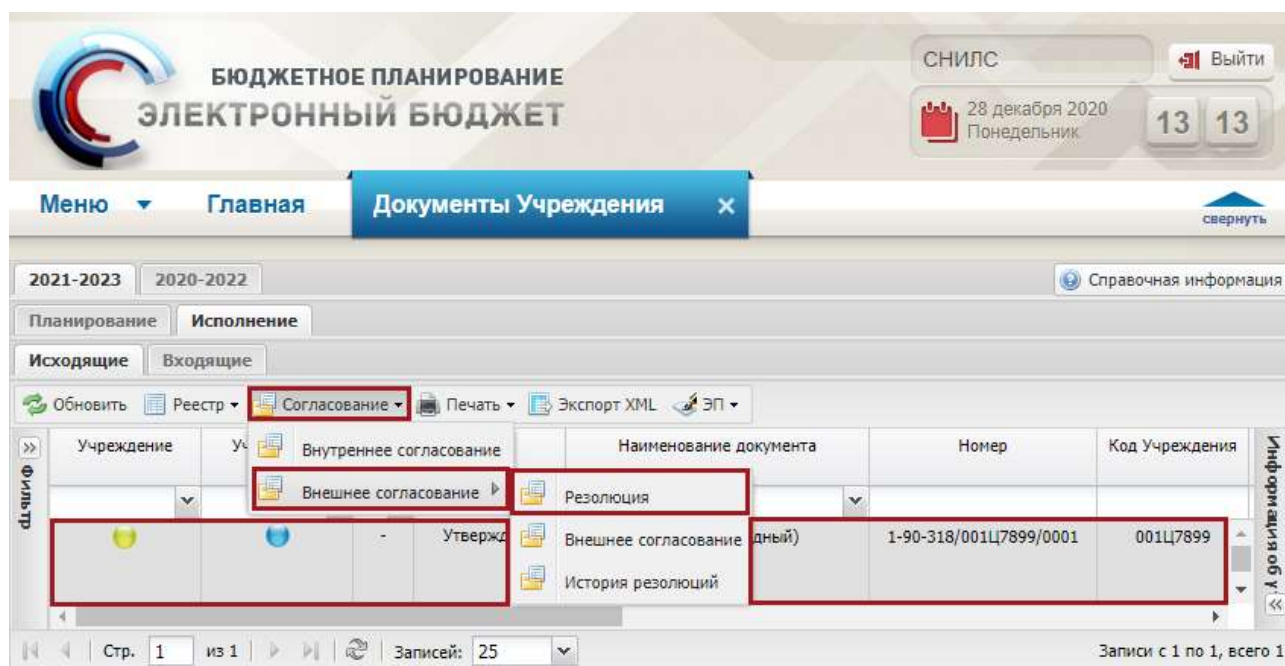 БЮДЖЕТНОЕ ПЛАНИРОВАНИЕ
ЭЛЕКТРОННЫЙ БЮДЖЕТ
СНИЛС
Выйти
28 декабря 2020
Понедельник
13 13
Меню Главная Документы Учреждения
свернуть
2021-2023 2020-2022 Справочная информация
Планирование Исполнение
Исходящие Входящие
Обновить Реестр Согласование Печать Экспорт XML ЭП
Учреждение Наименование документа Номер Код Учреждения
Внутреннее согласование
Внешнее согласование
Резолюция
Внешнее согласование
История резолюций
Фильтр
- 1-90-318/001Ц7899/0001 001Ц7899
Информация об
Стр. 1 из 1 Записей: 25 Записи с 1 по 1, всего 1